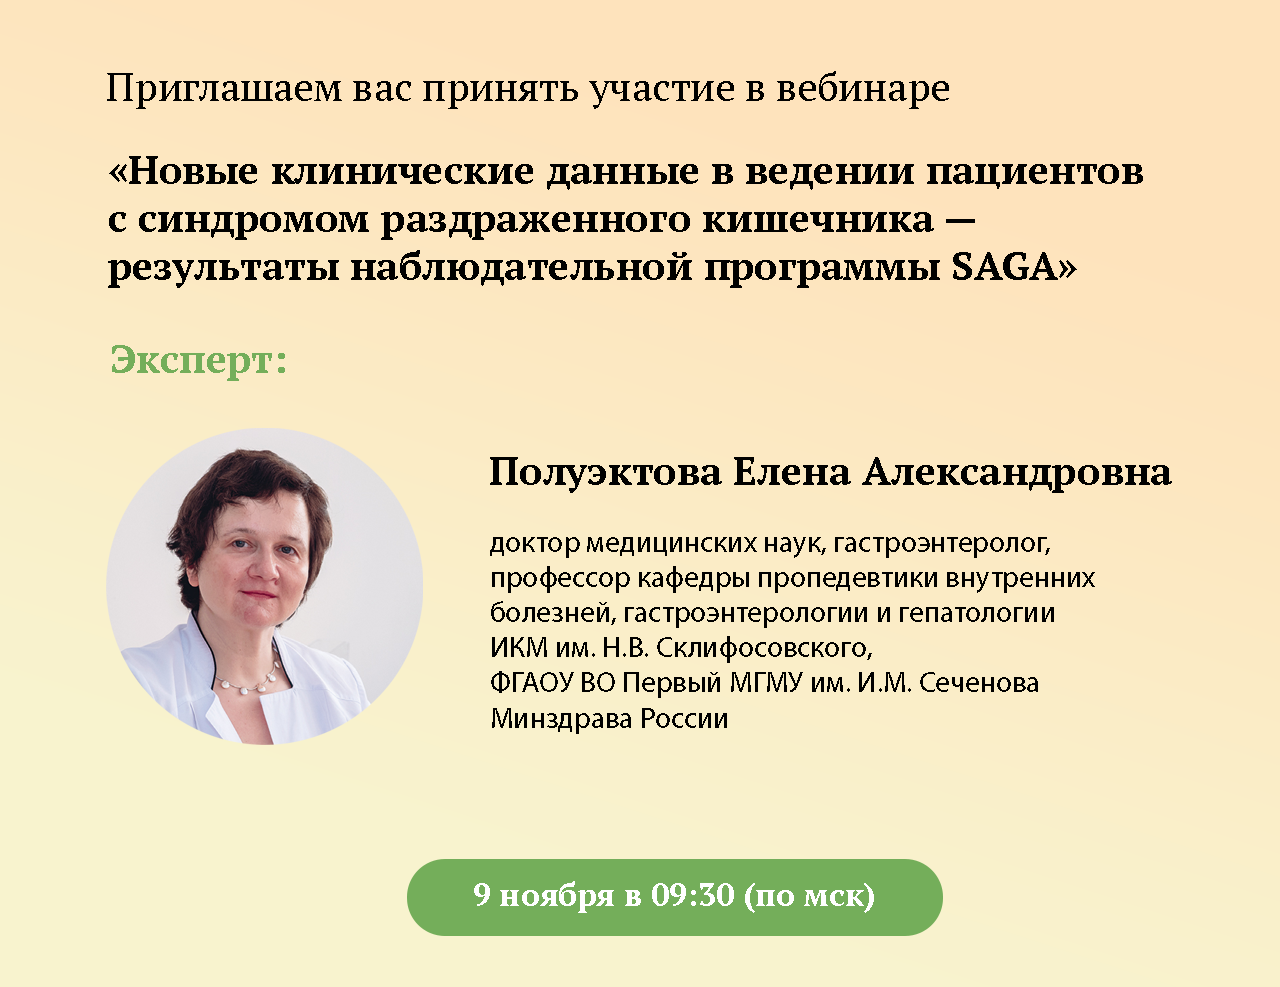 Приглашаем вас принять участие в вебинаре
«Новые клинические данные в ведении пациентов
с синдромом раздраженного кишечника —
результаты наблюдательной программы SAGA»
Эксперт:
Полуэктова Елена Александровна
доктор медицинских наук, гастроэнтеролог,
профессор кафедры пропедевтики внутренних
болезней, гастроэнтерологии и гепатологии
ИКМ им. Н.В. Склифосовского,
ФГАОУ ВО Первый МГМУ им. И.М. Сеченова
Минздрава России
9 ноября в 09:30 (по мск)